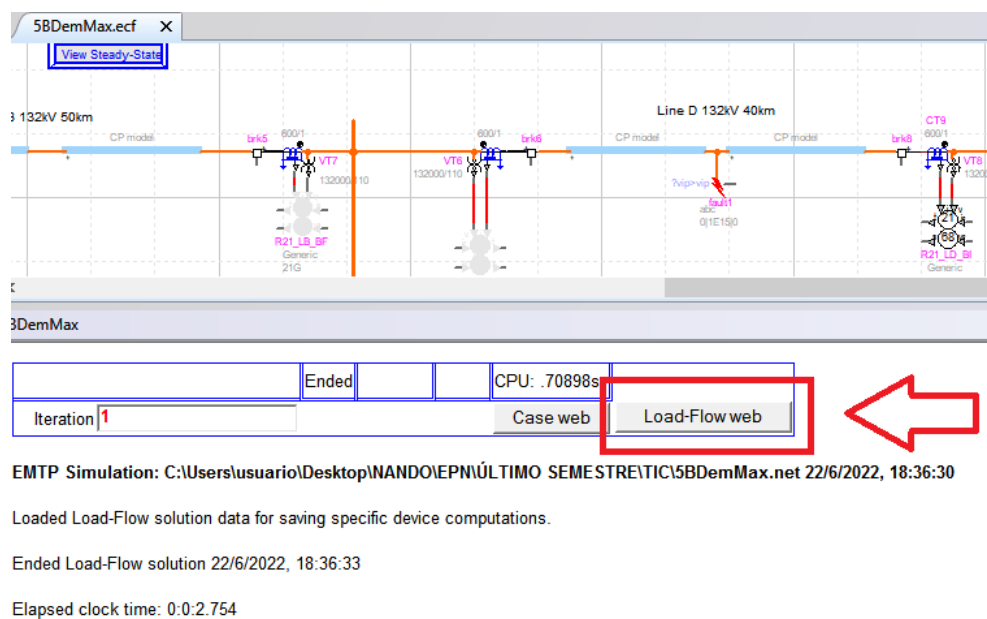 5BDemMax.ecf X
View Steady-State
3 132kV 50km
Line D 132kV 40km
CT9
CP model
brk5
600/1
600/1
brk6
CP model
CP model
brk8
600/1
VT7
VT6
VT8
132000/110
132000/110
1320
?vip>vip
fault1
abc
0|1E15|0
21
68
R21_LB_BF
R21_LD_BI
Generic
Generic
21G
BDemMax
Ended
CPU: .70898s
Iteration 1
Case web
Load-Flow web
EMTP Simulation: C:\Users\usuario\Desktop\NANDO\EPN\ÚLTIMO SEMESTRE\TIC\5BDemMax.net 22/6/2022, 18:36:30
Loaded Load-Flow solution data for saving specific device computations.
Ended Load-Flow solution 22/6/2022, 18:36:33
Elapsed clock time: 0:0:2.754